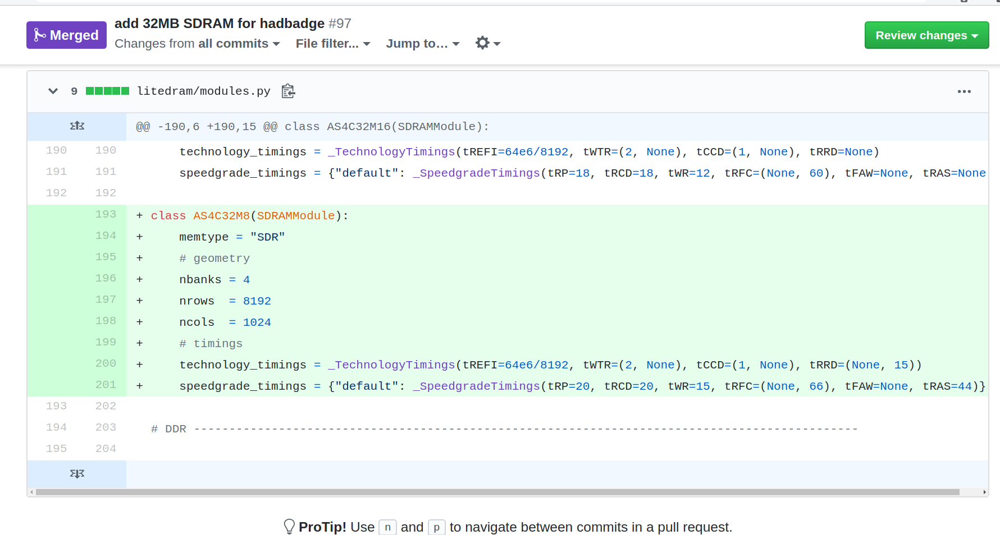 Merged
add 32MB SDRAM for hadbadge #97
Changes from all commits File filter... Jump to…
Review changes
9 litedram/modules.py
@@ -190,6 +190,15 @@ class AS4C32M16(SDRAMModule):
190 190 technology_timings = _TechnologyTimings(tREFI=64e6/8192, tWTR=(2, None), tCCD=(1, None), tRRD=None)
191 191 speedgrade_timings = {"default": _SpeedgradeTimings(tRP=18, tRCD=18, tWR=12, tRFC=(None, 60), tFAW=None, tRAS=None
192 192
193 + class AS4C32M8(SDRAMModule):
194 + memtype = "SDR"
195 + # geometry
196 + nbanks = 4
197 + nrows  = 8192
198 + ncols  = 1024
199 + # timings
200 + technology_timings = _TechnologyTimings(tREFI=64e6/8192, tWTR=(2, None), tCCD=(1, None), tRRD=(None, 15))
201 + speedgrade_timings = {"default": _SpeedgradeTimings(tRP=20, tRCD=20, tWR=15, tRFC=(None, 66), tFAW=None, tRAS=44)}
193 202
194 203 # DDR ----------------------------------------------------------------------------------------------
195 204
ProTip! Use n and p to navigate between commits in a pull request.